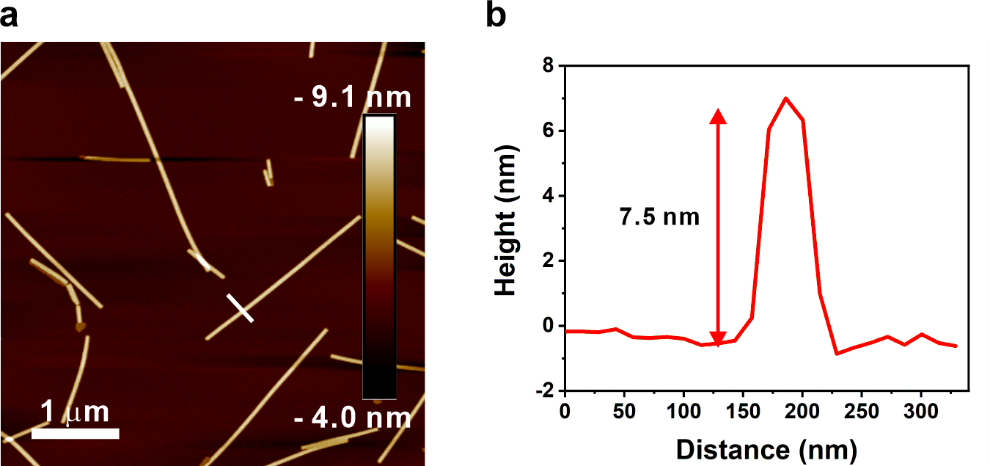 a
- 9.1 nm
- 4.0 nm
1 μm
b
8
6
4
2
0
-2
Height (nm)
7.5 nm
0 50 100 150 200 250 300
Distance (nm)